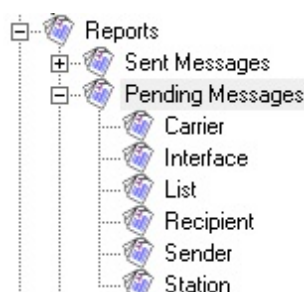 Reports
Sent Messages
Pending Messages
Carrier
Interface
List
Recipient
Sender
Station